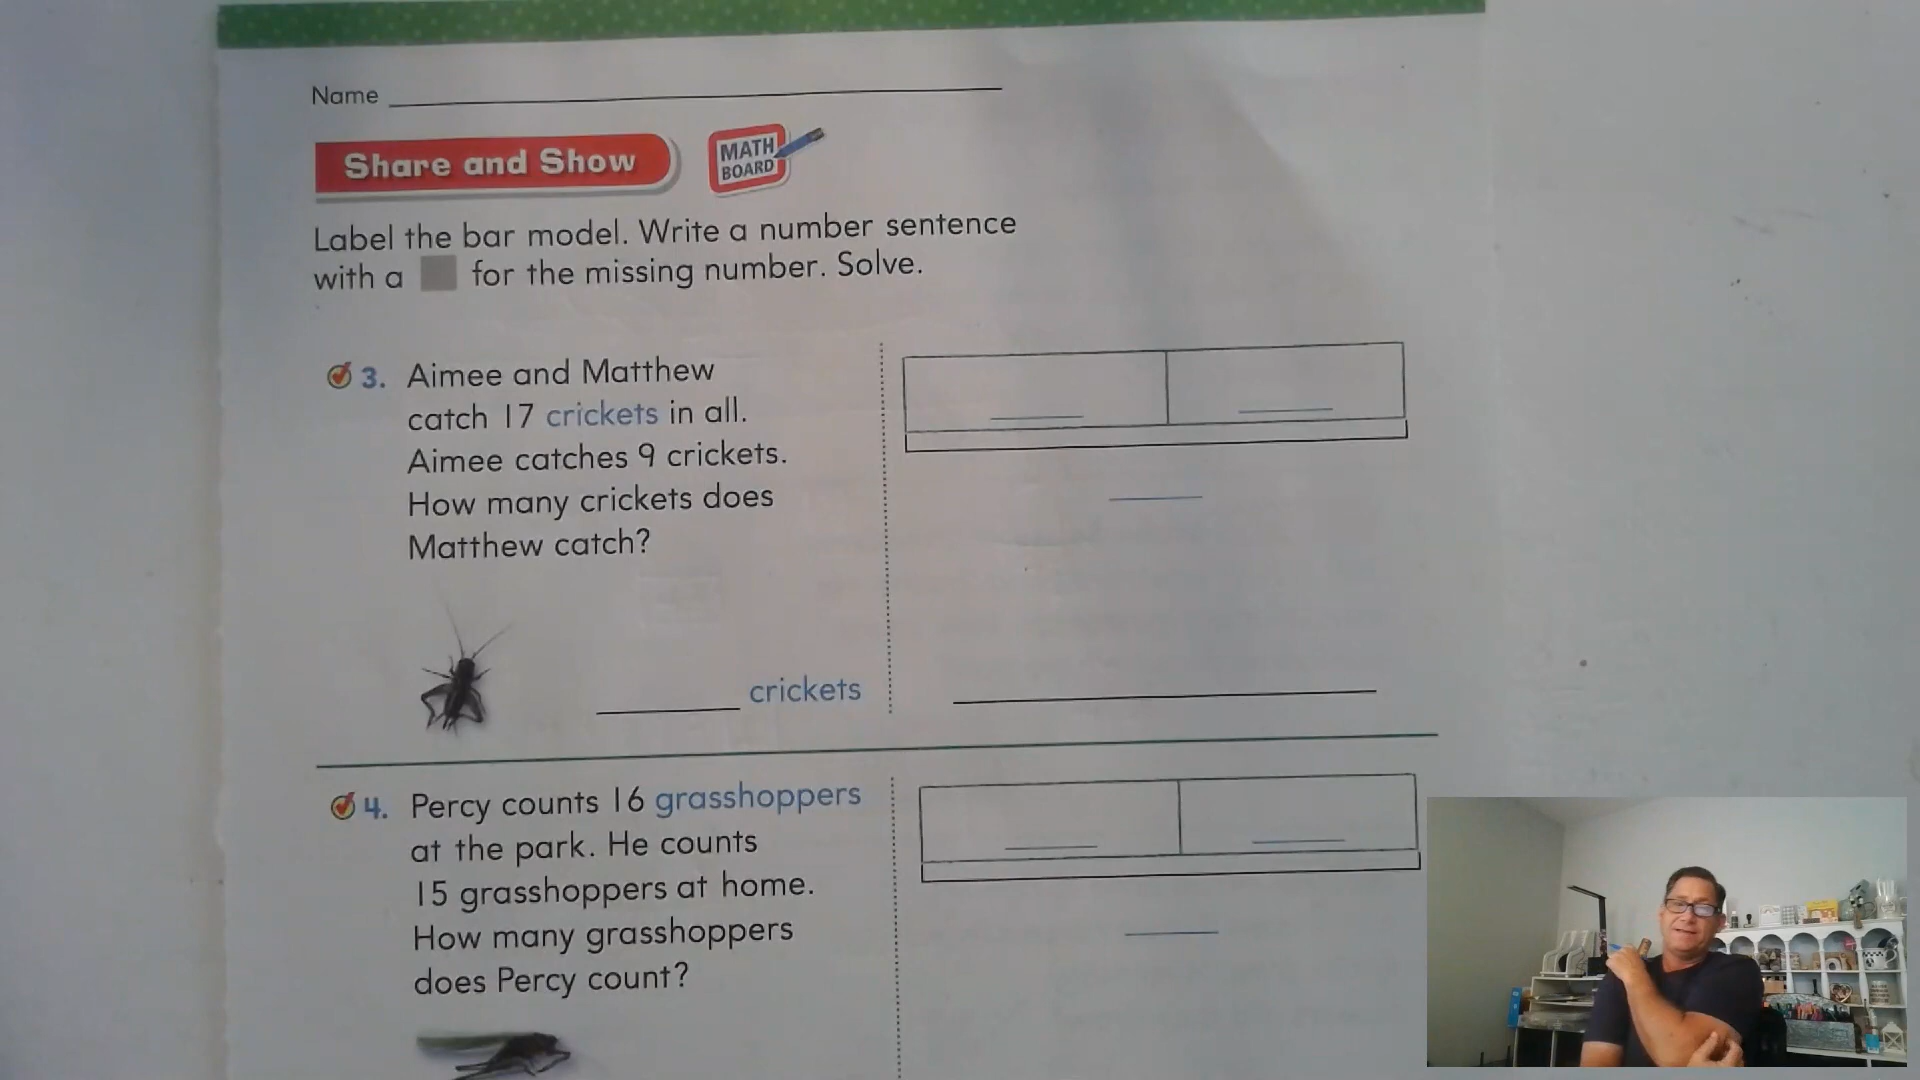 Name
Share and Show
MATH
BOARD
Label the bar model. Write a number sentence
with a for the missing number. Solve.
3. Aimee and Matthew
catch 17 crickets in all.
Aimee catches 9 crickets.
How many crickets does
Matthew catch?
crickets
4. Percy counts 16 grasshoppers
at the park. He counts
15 grasshoppers at home.
How many grasshoppers
does Percy count?